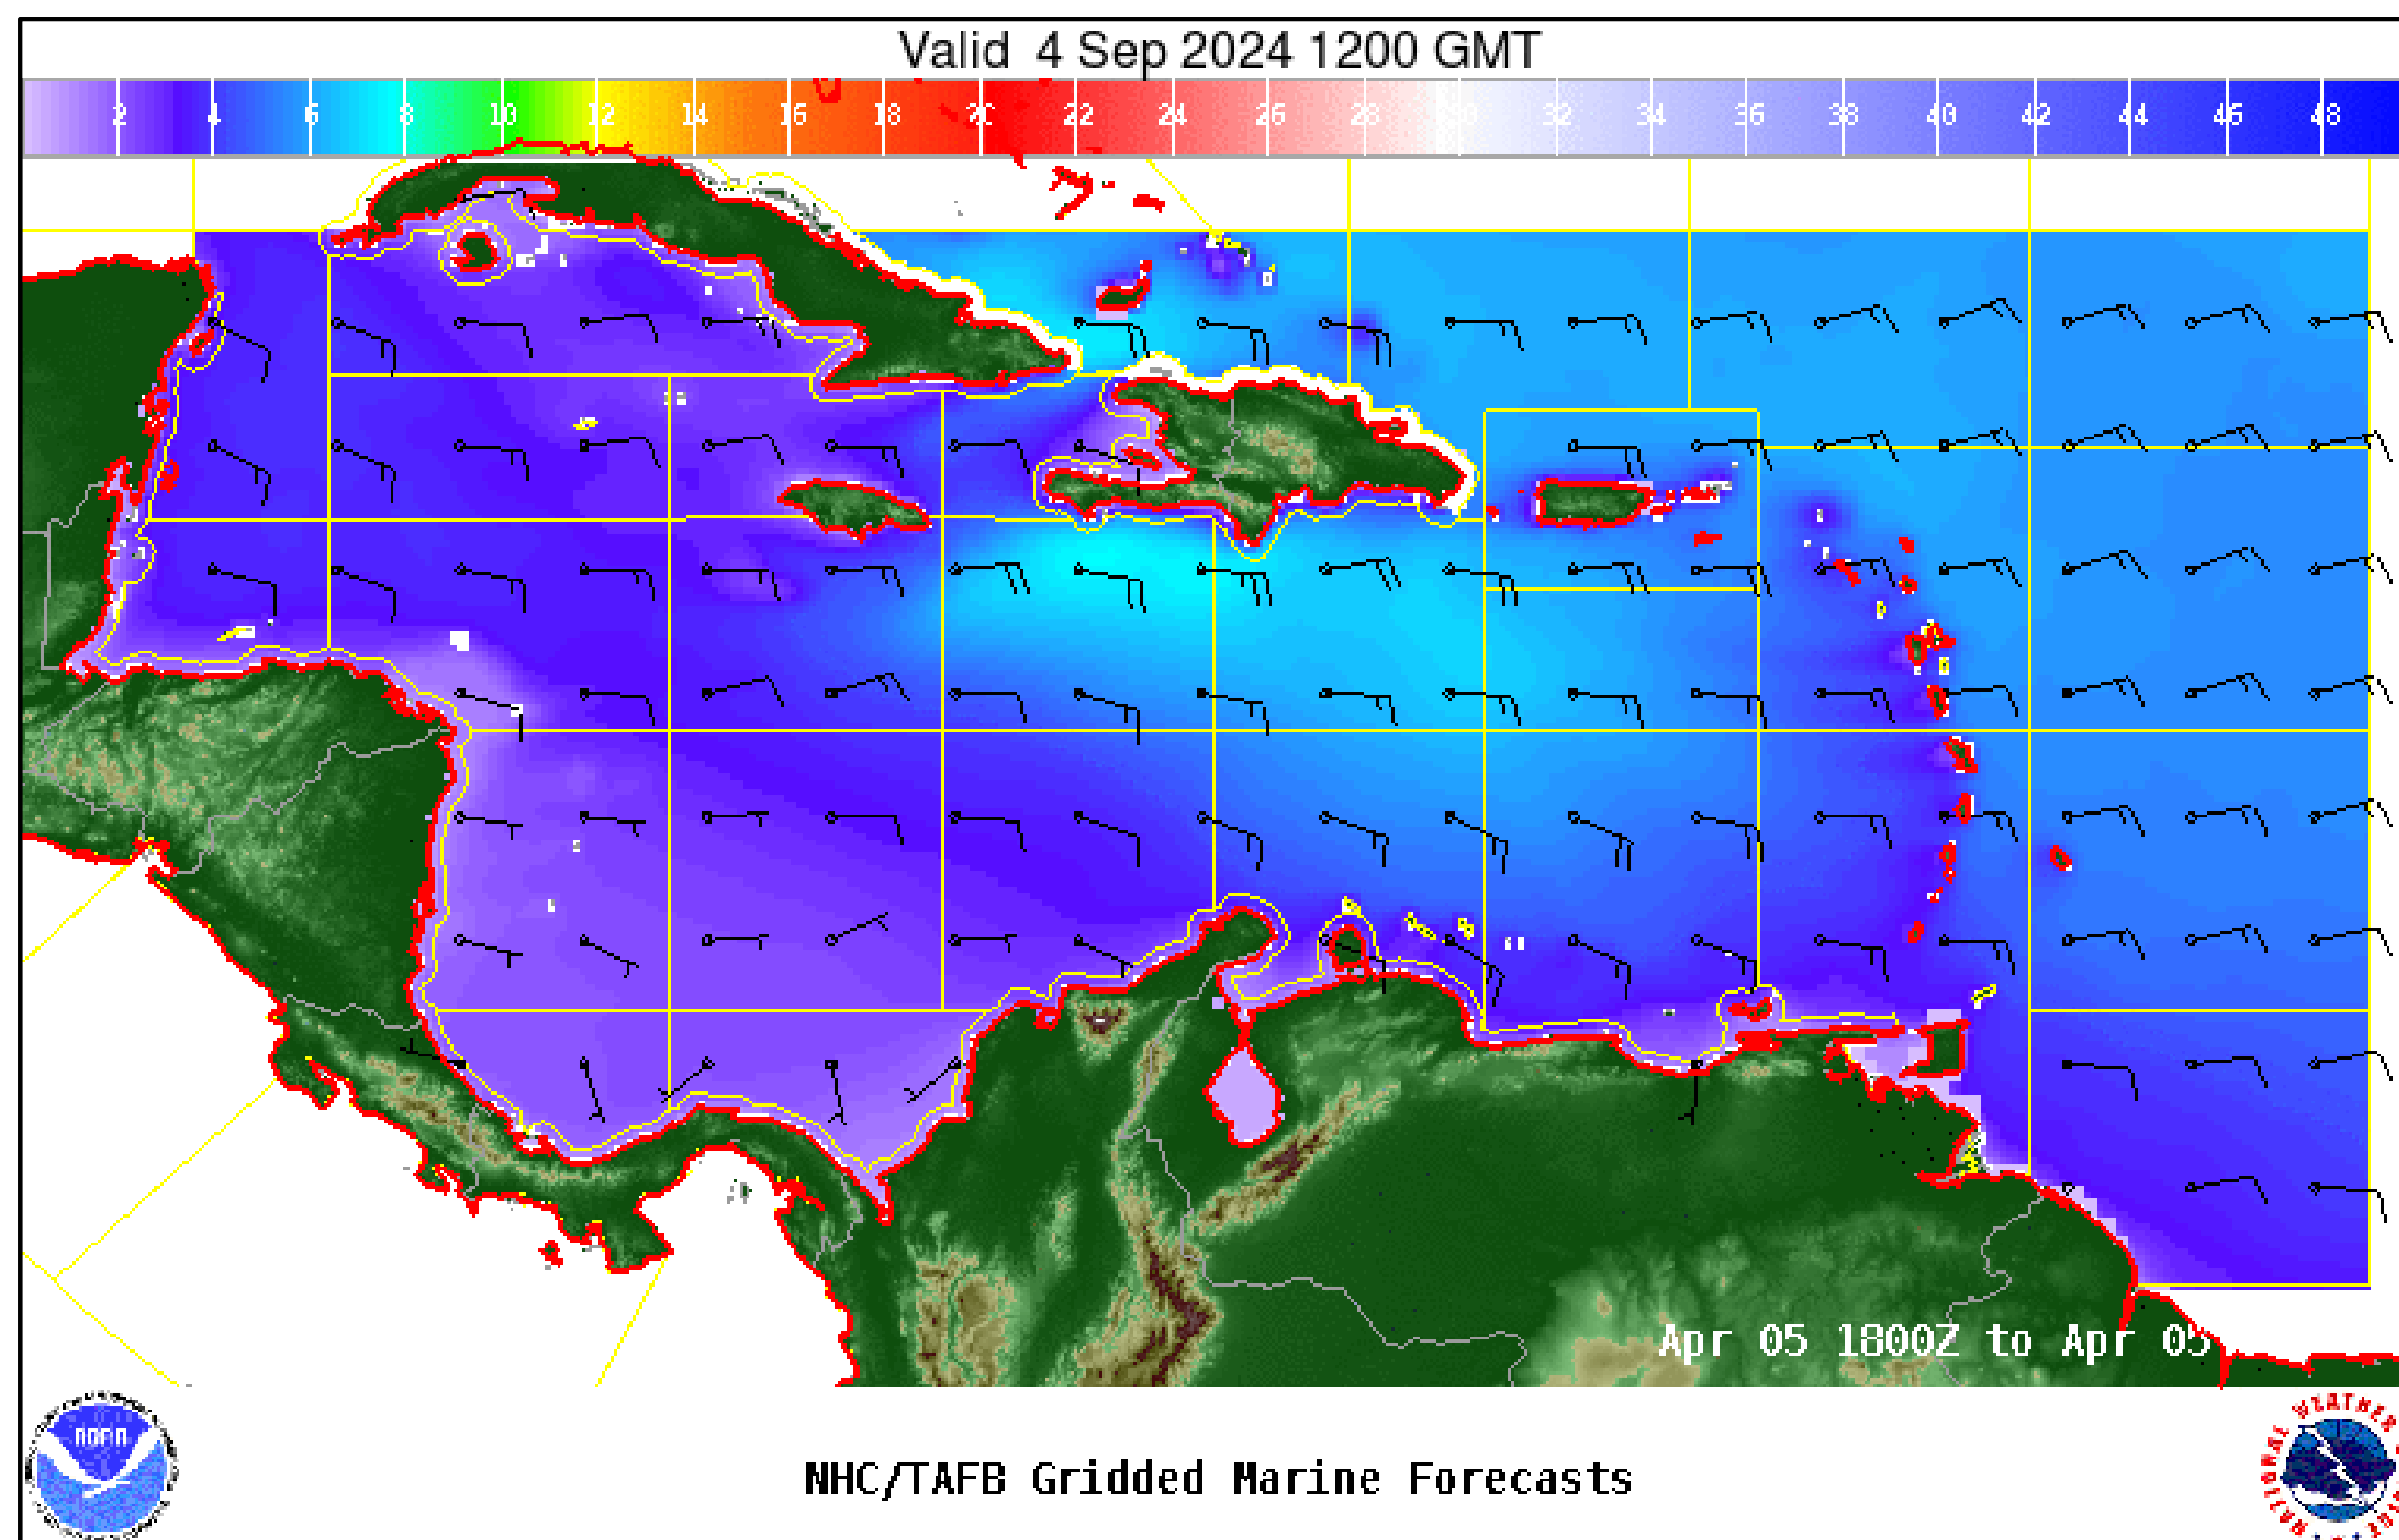 Valid 4 Sep 2024 1200 GMT
2 4 6 8 10 12 14 16 18 20 22 24 26 28 30 32 34 36 38 40 42 44 46 48
Apr 05 1800Z to Apr 05
NOAA
NHC/TAFB Gridded Marine Forecasts
NATIONAL WEATHER